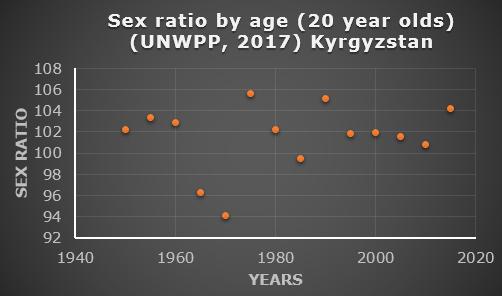 Sex ratio by age (20 year olds)
(UNWPP, 2017) Kyrgyzstan
108
106
104
102
100
98
96
94
92
SEX RATIO
1940 1960 1980 2000 2020
YEARS